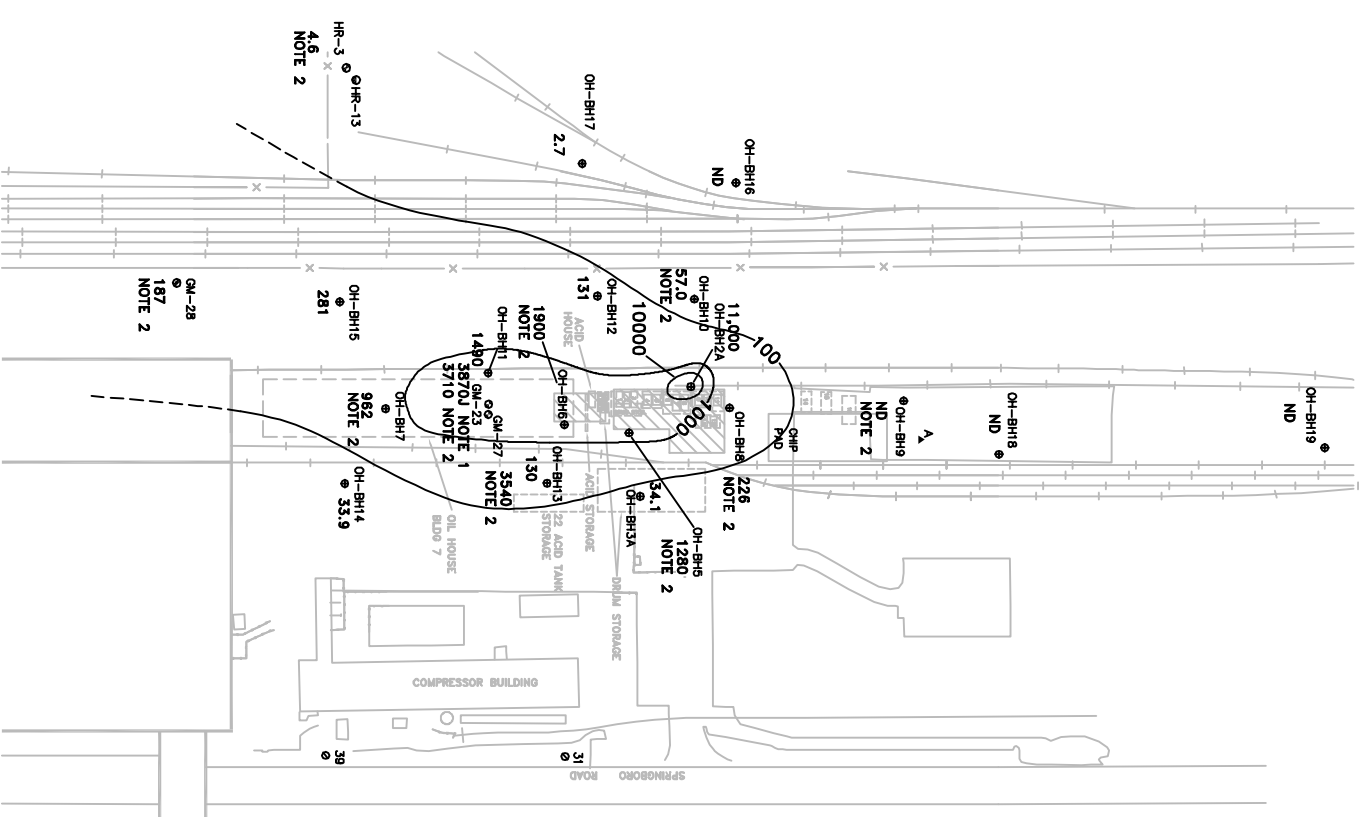 HR-3
HR-13
4.6
NOTE 2
OH-BH17
2.7
OH-BH16
ND
GM-28
187
NOTE 2
OH-BH15
281
OH-BH12
131
OH-BH10
57.0
NOTE 2
11,000
OH-BH2A
10000
100
1000
ACID
HOUSE
1900
NOTE 2
OH-BH6
OH-BH11
1490
GM-23
3870J NOTE 1
3710 NOTE 2
GM-27
3540
NOTE 2
OH-BH7
962
NOTE 2
OH-BH13
130
OH-BH14
33.9
OH-BH3A
34.1
OH-BH8
226
NOTE 2
OH-BH5
1280
NOTE 2
CHIP
PAD
OH-BH9
ND
NOTE 2
A
OH-BH18
ND
OH-BH19
ND
OIL HOUSE
BLDG 7
22 ACID TANK
STORAGE
ACID STORAGE
DRUM STORAGE
COMPRESSOR BUILDING
39
31
SPRINGBORO ROAD